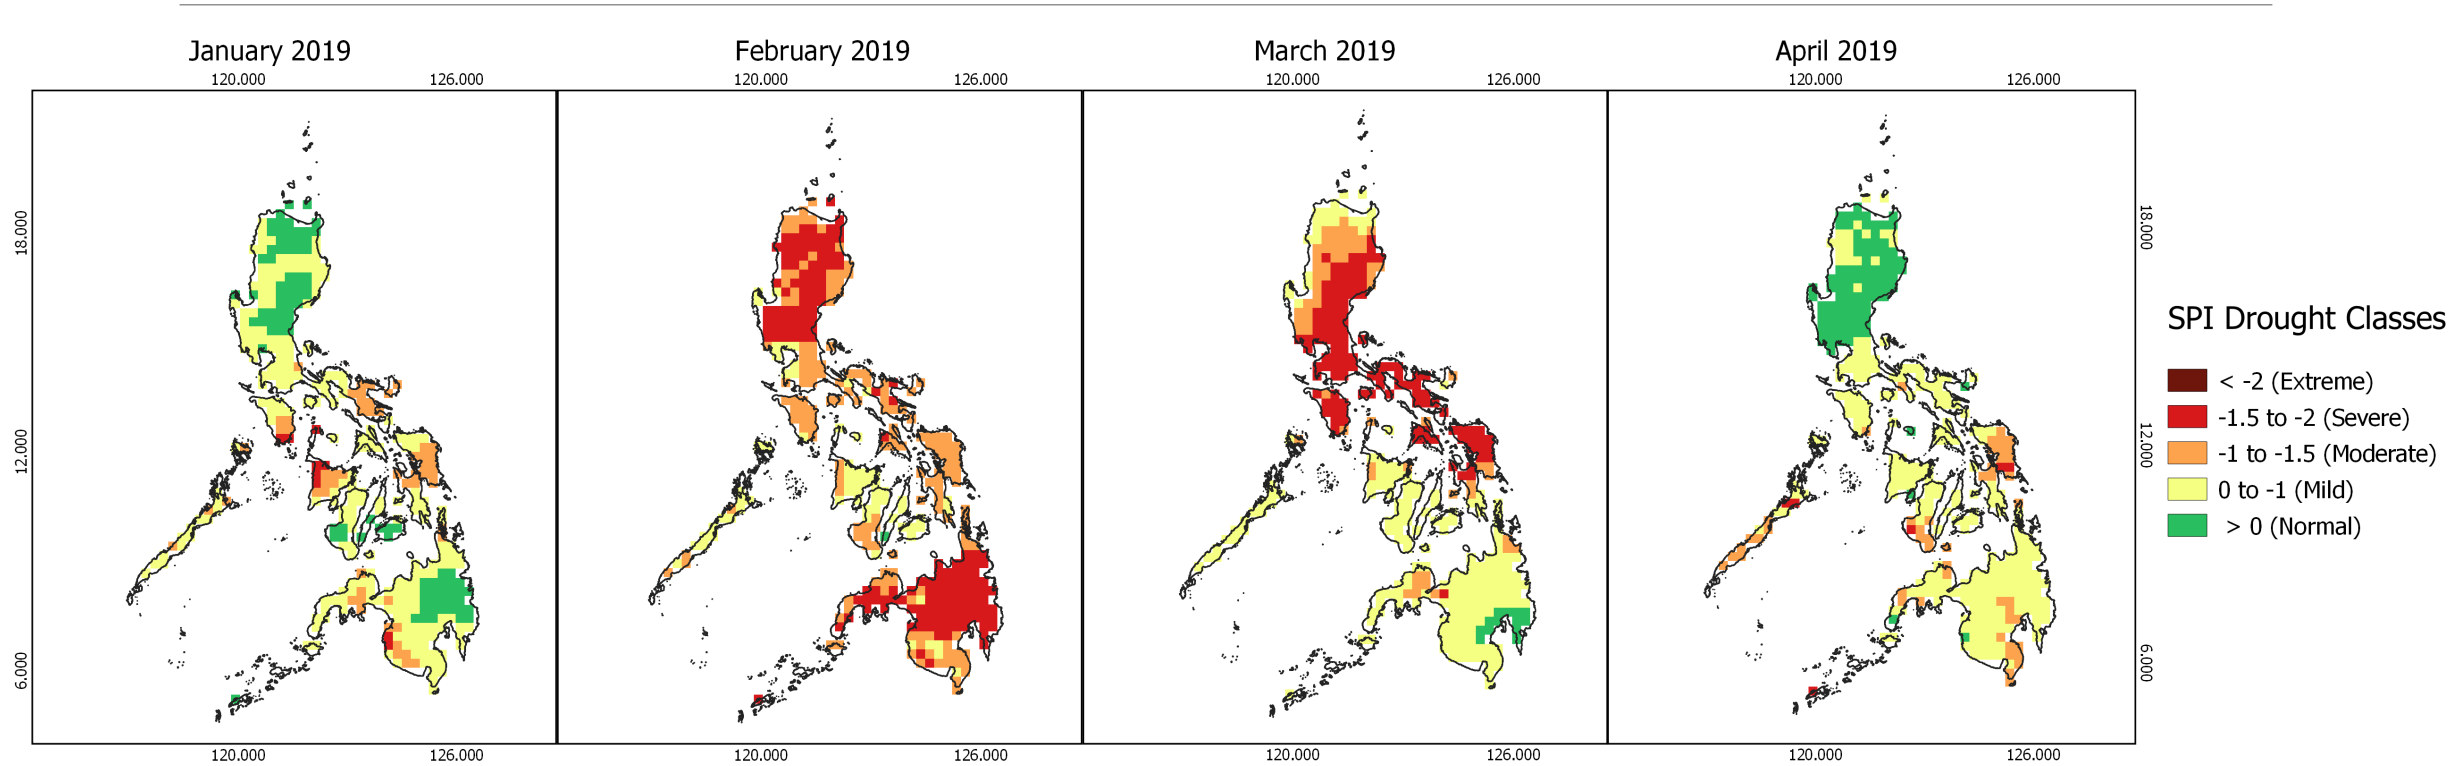 January 2019
February 2019
March 2019
April 2019
120.000 126.000
120.000 126.000
120.000 126.000
120.000 126.000
18.000
12.000
6.000
18.000
12.000
6.000
SPI Drought Classes
< -2 (Extreme)
-1.5 to -2 (Severe)
-1 to -1.5 (Moderate)
0 to -1 (Mild)
> 0 (Normal)
120.000 126.000
120.000 126.000
120.000 126.000
120.000 126.000